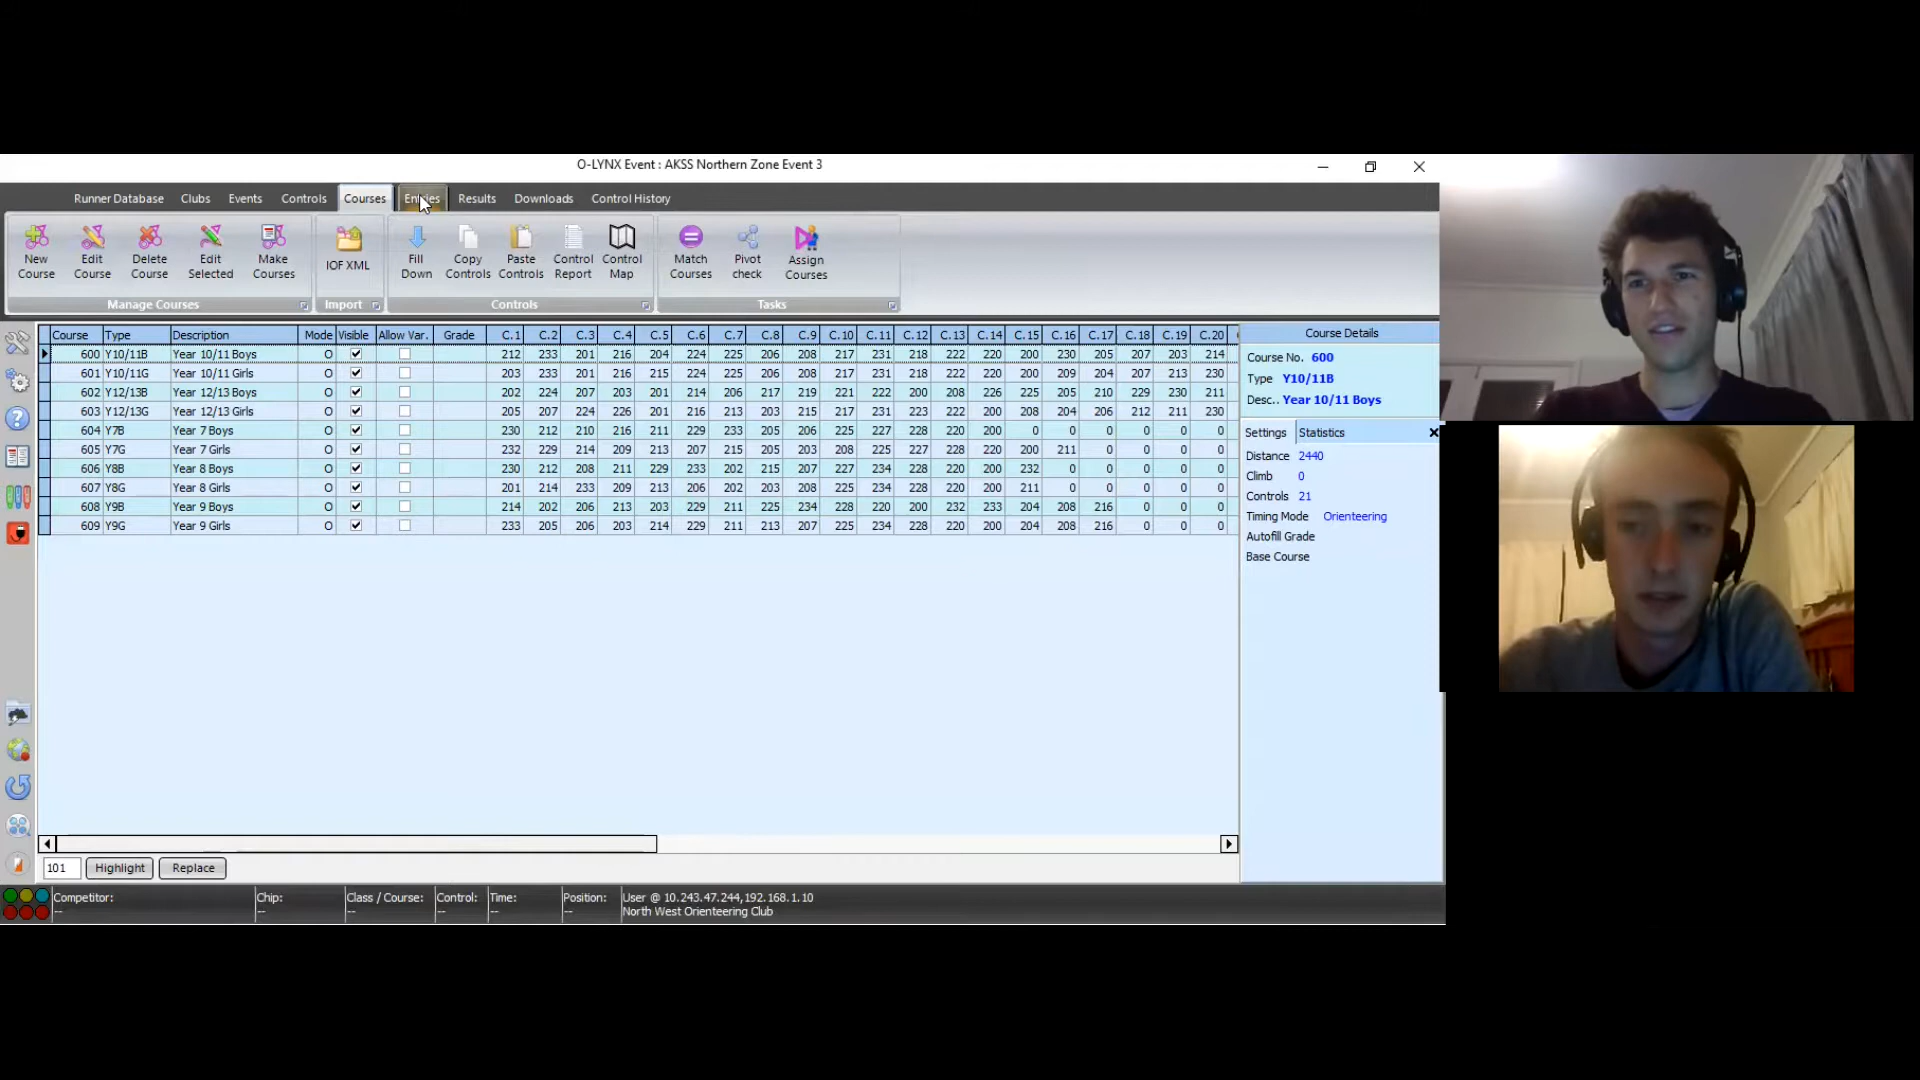 O-LYNX Event : AKSS Northern Zone Event 3
Runner Database Clubs Events Controls Courses Entries Results Downloads Control History
New Course Edit Course Delete Course Edit Selected Make Courses IOF XML Fill Down Copy Controls Paste Controls Control Report Control Map Match Courses Pivot check Assign Courses
Manage Courses Import Controls Tasks
Course Type Description Mode Visible Allow Var. Grade C.1 C.2 C.3 C.4 C.5 C.6 C.7 C.8 C.9 C.10 C.11 C.12 C.13 C.14 C.15 C.16 C.17 C.18 C.19 C.20
600 Y10/11B Year 10/11 Boys O 212 233 201 216 204 224 225 206 208 217 231 218 222 220 200 230 205 207 203 214
601 Y10/11G Year 10/11 Girls O 203 233 201 216 215 224 225 206 208 217 231 218 222 220 200 209 204 207 213 230
602 Y12/13B Year 12/13 Boys O 202 224 207 203 201 214 206 217 219 221 222 200 208 226 225 205 210 229 230 211
603 Y12/13G Year 12/13 Girls O 205 207 224 226 201 216 213 203 215 217 231 223 222 200 208 204 206 212 211 230
604 Y7B Year 7 Boys O 230 212 210 216 211 229 233 205 206 225 227 228 220 200 0 0 0 0 0 0
605 Y7G Year 7 Girls O 232 229 214 209 213 207 215 203 208 225 227 228 220 215 200 211 0 0 0 0
606 Y8B Year 8 Boys O 230 212 208 211 229 233 202 215 207 227 234 228 220 200 232 0 0 0 0 0
607 Y8G Year 8 Girls O 201 214 233 209 213 206 202 203 208 225 234 228 220 200 211 0 0 0 0 0
608 Y9B Year 9 Boys O 214 202 206 213 203 229 211 225 234 228 220 200 232 233 204 208 216 0 0 0
609 Y9G Year 9 Girls O 233 205 206 203 214 229 211 213 207 225 234 228 220 200 204 208 216 0 0 0
Course Details
Course No. 600
Type Y10/11B
Desc.. Year 10/11 Boys
Settings Statistics
Distance 2440
Climb 0
Controls 21
Timing Mode Orienteering
Autofill Grade
Base Course
101 Highlight Replace
Competitor: Chip: Class / Course: Control: Time: Position: User @ 10.243.47.244,192.168.1.10
-- -- -- -- -- -- North West Orienteering Club